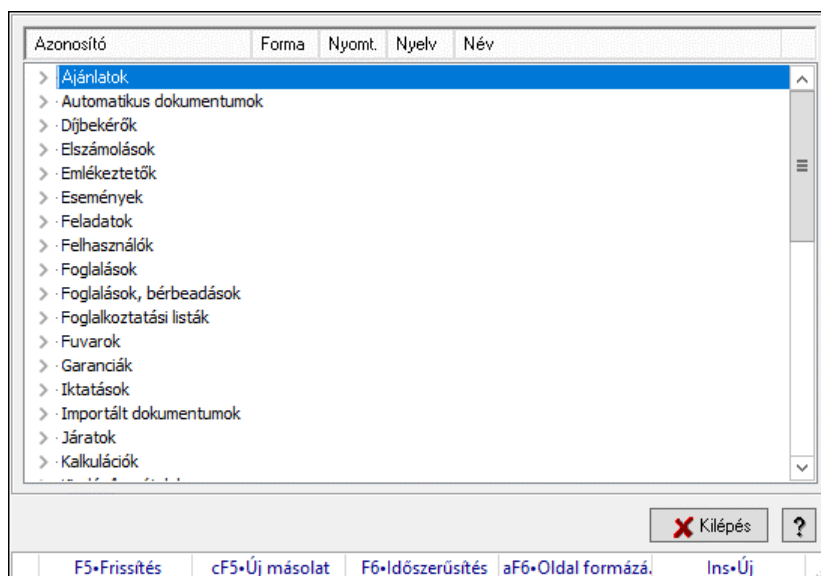 Azonosító Forma Nyomt. Nyelv Név
Ajánlatok
Automatikus dokumentumok
Díjbekérők
Elszámolások
Emlékeztetők
Események
Feladatok
Felhasználók
Foglalások
Foglalások, bérbeadások
Foglalkoztatási listák
Fuvarok
Garanciák
Iktatások
Importált dokumentumok
Járatok
Kalkulációk
Kilépés ?
F5•Frissítés cF5•Új másolat F6•Időszerűsítés aF6•Oldal formázá. Ins•Új